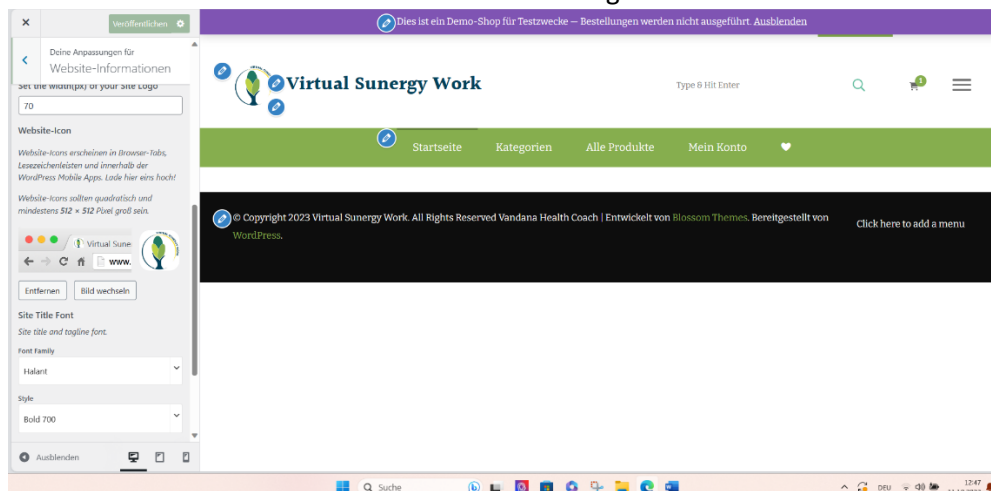 Veröffentlichen
Dies ist ein Demo-Shop für Testzwecke — Bestellungen werden nicht ausgeführt. Ausblenden
Deine Anpassungen für
Website-Informationen
Set the width(px) of your Site Logo
70
Website-Icon
Website-Icons erscheinen in Browser-Tabs,
Lesezeichenleisten und innerhalb der
WordPress Mobile Apps. Lade hier eins hoch!
Website-Icons sollten quadratisch und
mindestens 512 × 512 Pixel groß sein.
Virtual Sune
www.
Entfernen
Bild wechseln
Site Title Font
Site title and tagline font.
Font Family
Halant
Style
Bold 700
Ausblenden
Virtual Sunergy Work
Type & Hit Enter
1
Startseite
Kategorien
Alle Produkte
Mein Konto
© Copyright 2023 Virtual Sunergy Work. All Rights Reserved Vandana Health Coach | Entwickelt von Blossom Themes. Bereitgestellt von
WordPress.
Click here to add a menu
Suche
DEU
12:47